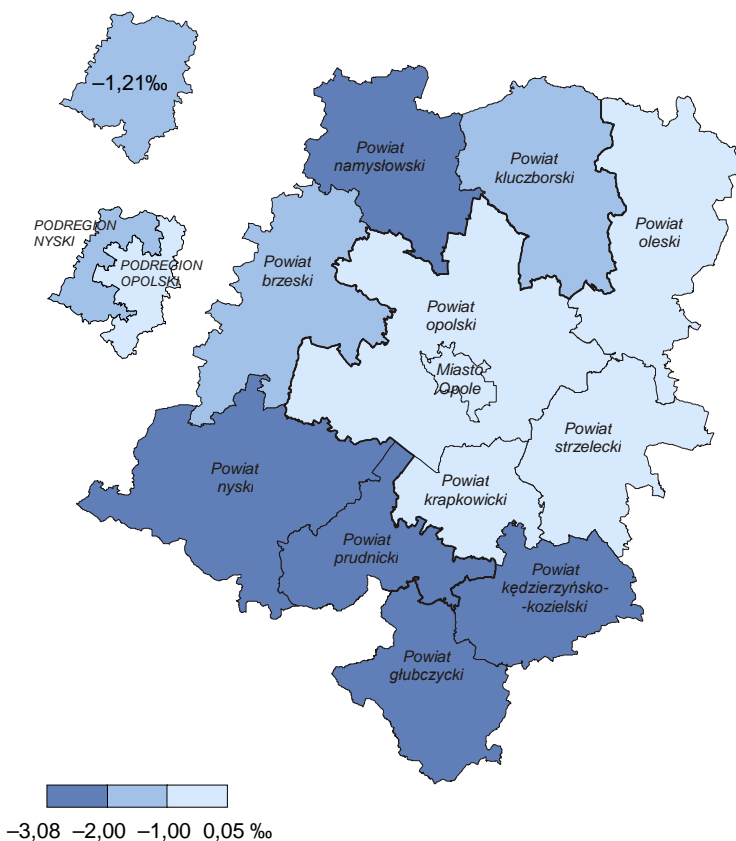 –1,21‰
PODREGION
NYSKI
PODREGION
OPOLSKI
Powiat
namysłowski
Powiat
kluczborski
Powiat
oleski
Powiat
brzeski
Powiat
opolski
Miasto
Opole
Powiat
strzelecki
Powiat
nyski
Powiat
krapkowicki
Powiat
prudnicki
Powiat
kędzierzyńsko-
-kozielski
Powiat
głubczycki
–3,08 –2,00 –1,00 0,05 ‰